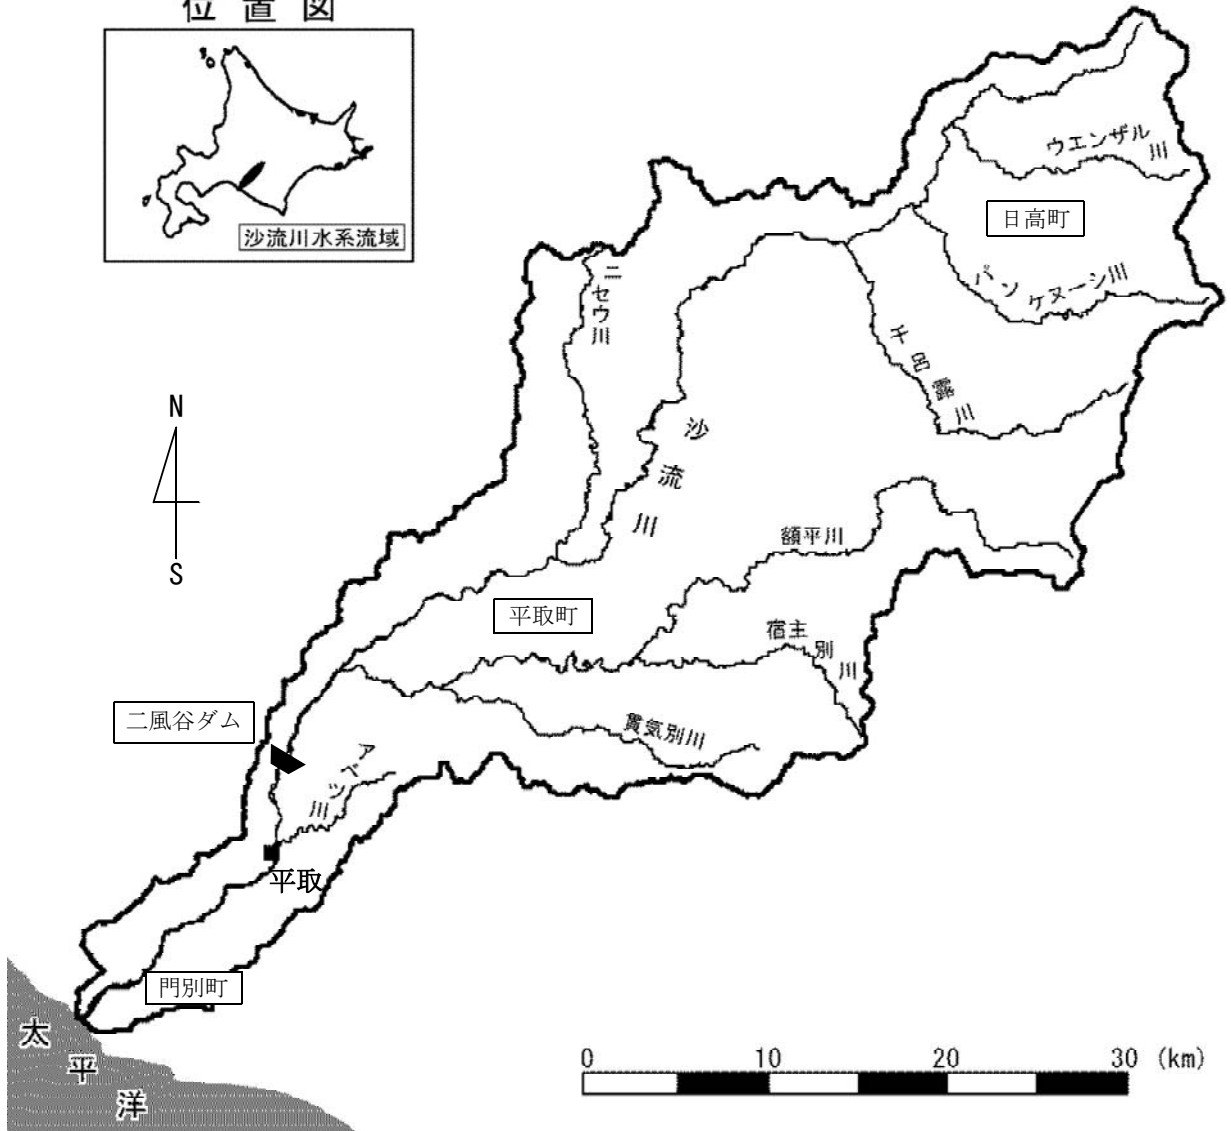 位置図
沙流川水系流域
ウエンザル川
日高町
パンケヌーシ川
ニセウ川
千呂露川
N
S
沙流川
額平川
平取町
宿主別川
二風谷ダム
貫気別川
アベツ川
平取
門別町
太平洋
0 10 20 30 (km)